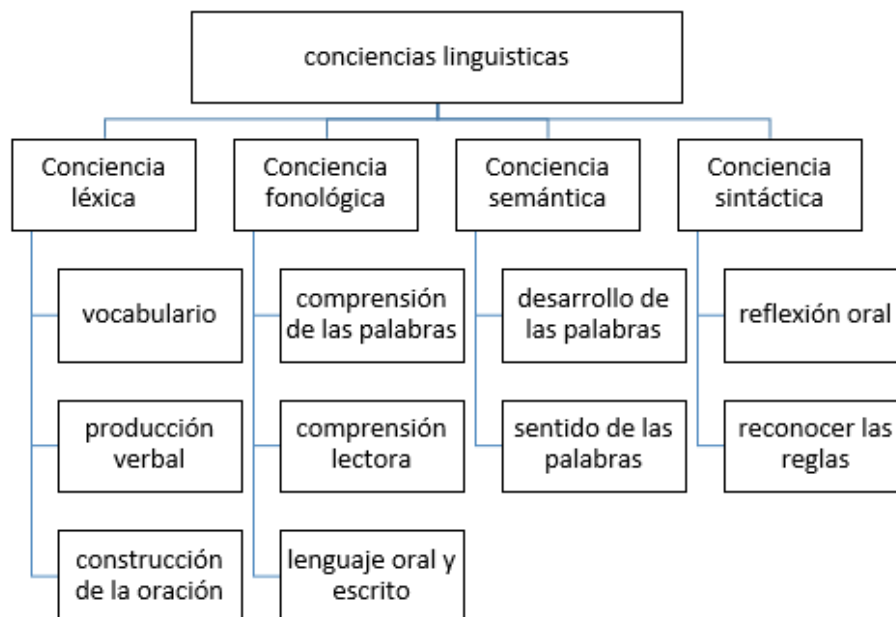 conciencias linguisticas
Conciencia
léxica
Conciencia
fonológica
Conciencia
semántica
Conciencia
sintáctica
vocabulario
producción
verbal
construcción
de la oración
comprensión
de las palabras
comprensión
lectora
lenguaje oral y
escrito
desarrollo de
las palabras
sentido de las
palabras
reflexión oral
reconocer las
reglas